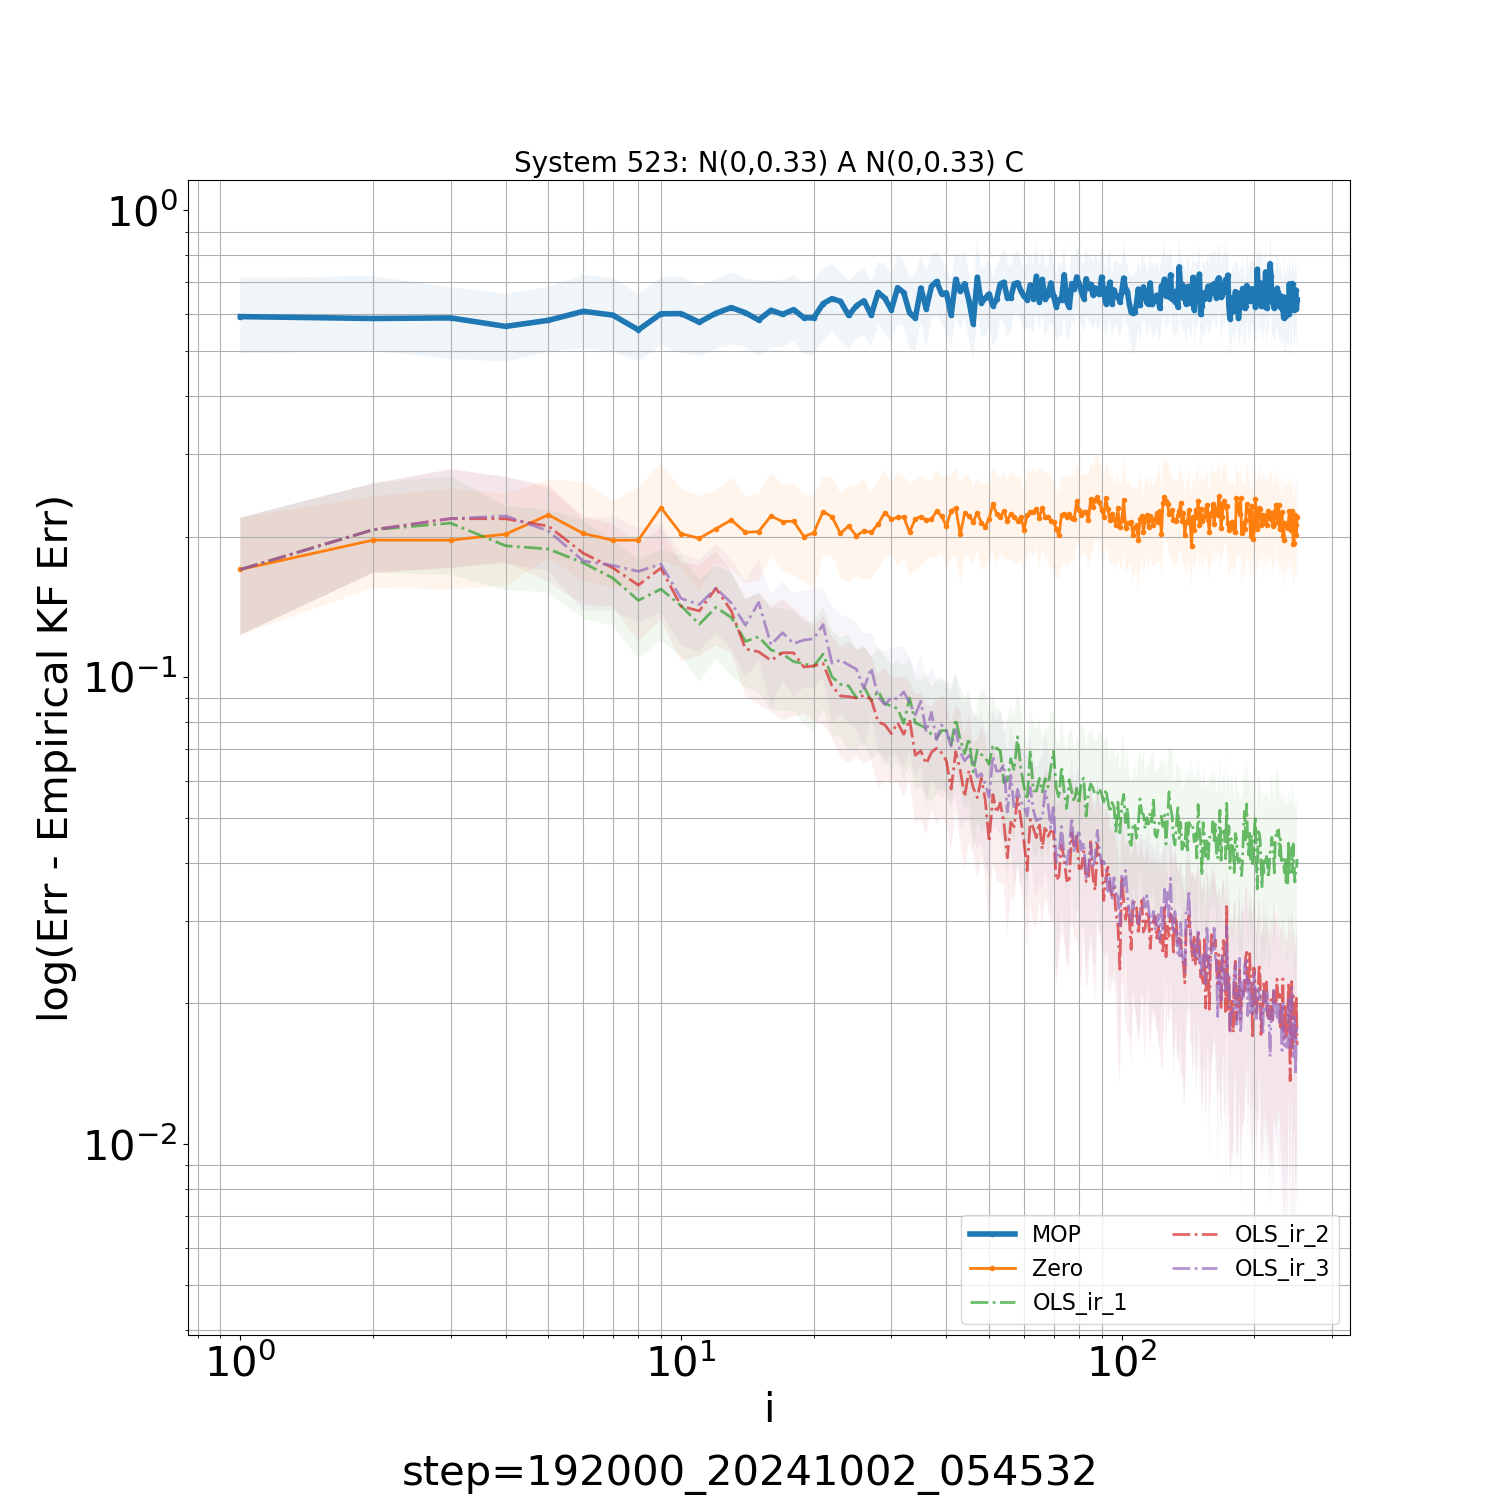 System 523: N(0,0.33) A N(0,0.33) C
log(Err - Empirical KF Err)
10⁰
10⁻¹
10⁻²
MOP
Zero
OLS_ir_1
OLS_ir_2
OLS_ir_3
10⁰ 10¹ 10²
i
step=192000_20241002_054532